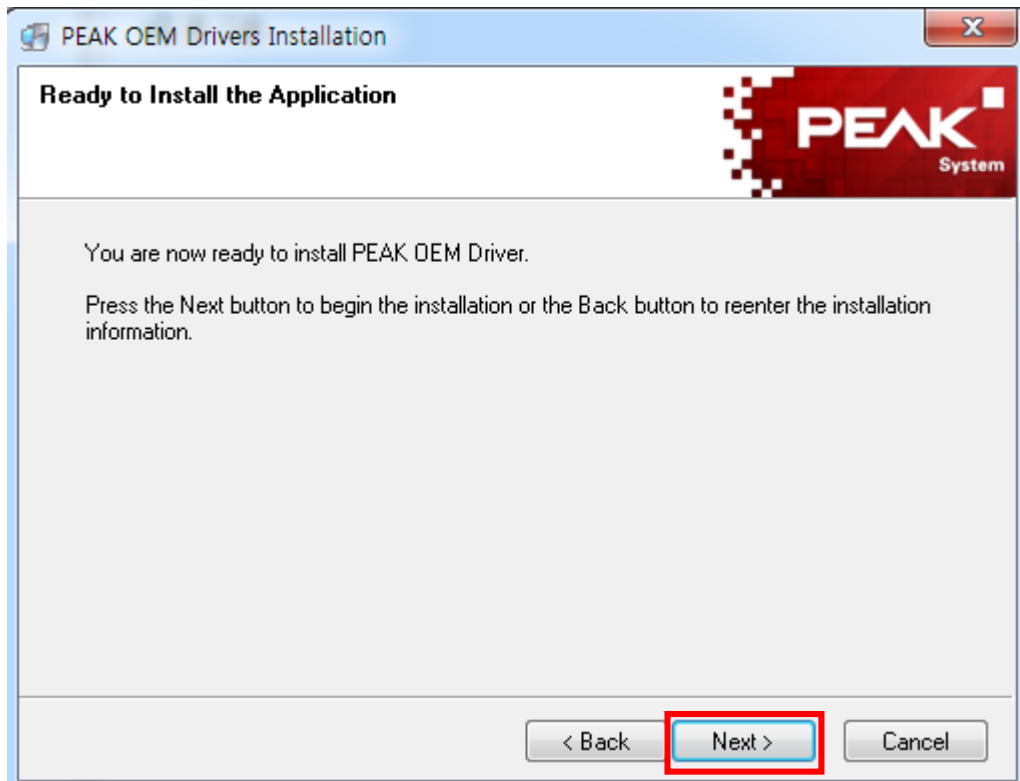 PEAK OEM Drivers Installation
Ready to Install the Application
PEAK
System
You are now ready to install PEAK OEM Driver.
Press the Next button to begin the installation or the Back button to reenter the installation
information.
< Back
Next >
Cancel